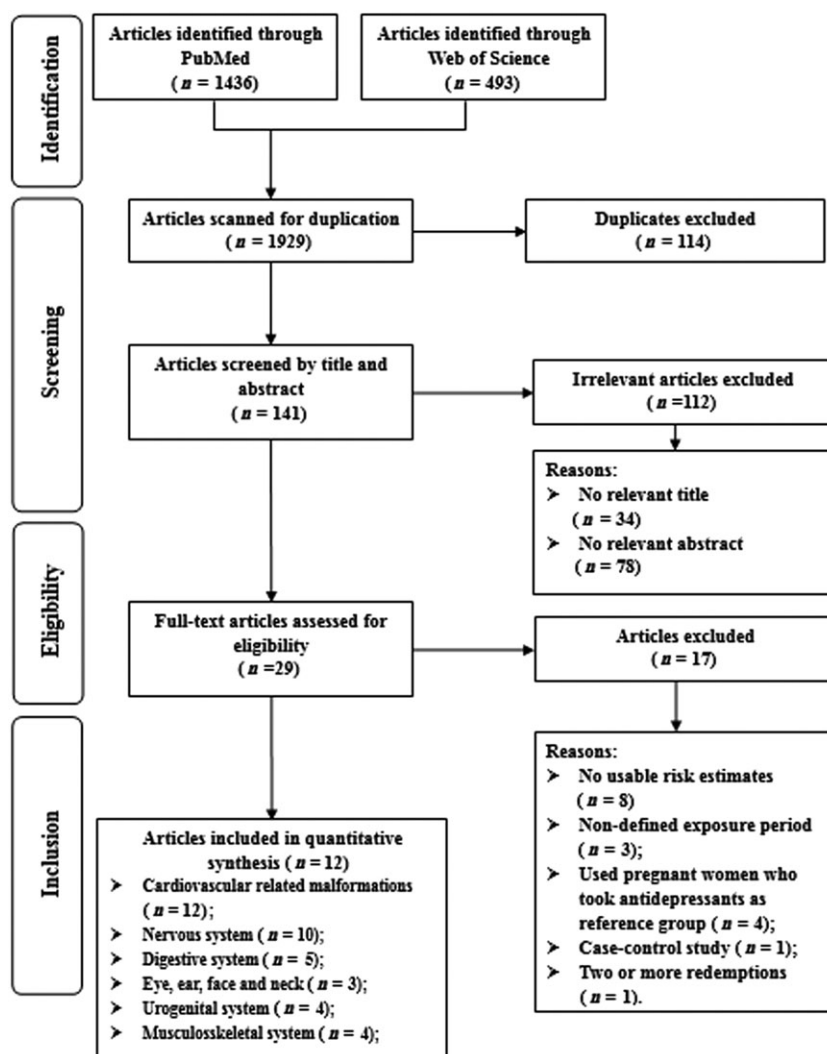 Identification
Articles identified through
PubMed
( n = 1436)
Articles identified through
Web of Science
( n = 493)
Screening
Articles scanned for duplication
( n = 1929)
Duplicates excluded
( n = 114)
Articles screened by title and
abstract
( n = 141)
Irrelevant articles excluded
( n =112)
Reasons:
➢ No relevant title
( n = 34)
➢ No relevant abstract
( n = 78)
Eligibility
Full-text articles assessed for
eligibility
( n =29)
Articles excluded
( n = 17)
Reasons:
➢ No usable risk estimates
( n = 8)
➢ Non-defined exposure period
( n = 3);
➢ Used pregnant women who
took antidepressants as
reference group ( n = 4);
➢ Case-control study ( n = 1);
➢ Two or more redemptions
( n = 1).
Inclusion
Articles included in quantitative
synthesis ( n = 12)
➢ Cardiovascular related malformations
( n = 12);
➢ Nervous system ( n = 10);
➢ Digestive system ( n = 5);
➢ Eye, ear, face and neck ( n = 3);
➢ Urogenital system ( n = 4);
➢ Musculosskeletal system ( n = 4);